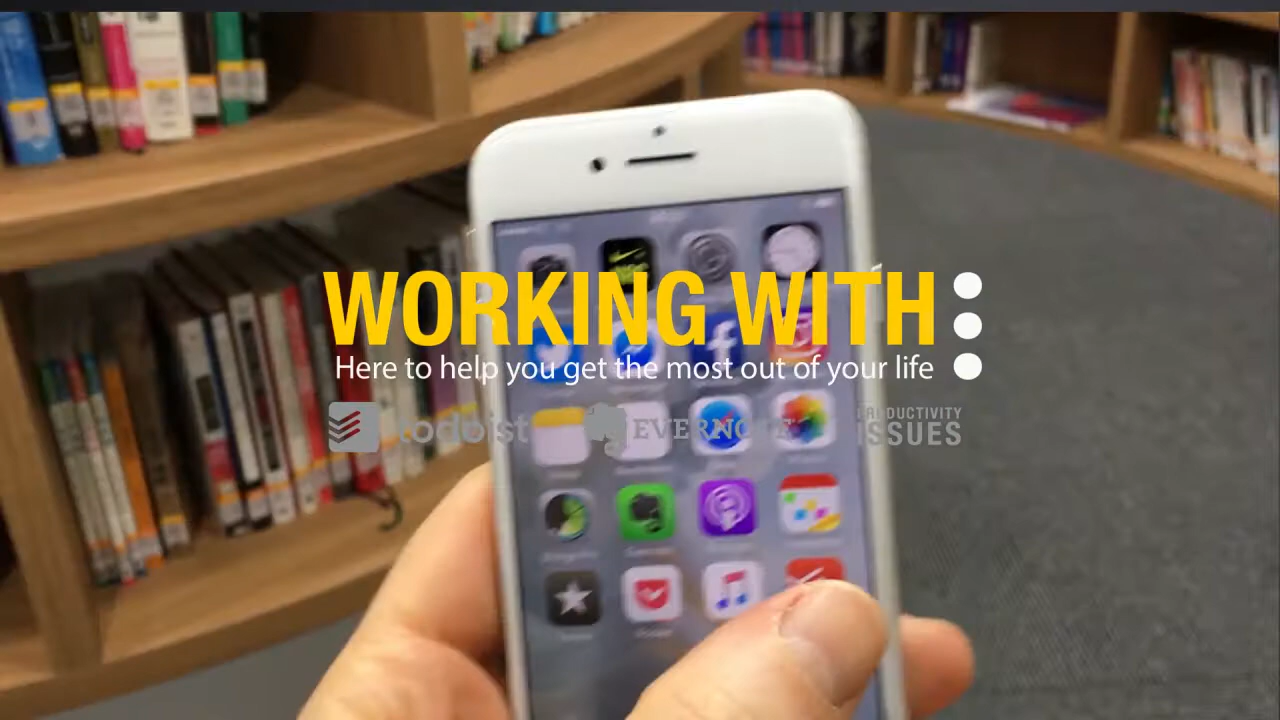 WORKING WITH
Here to help you get the most out of your life
todoist EVERNOTE PRODUCTIVITY
ISSUES